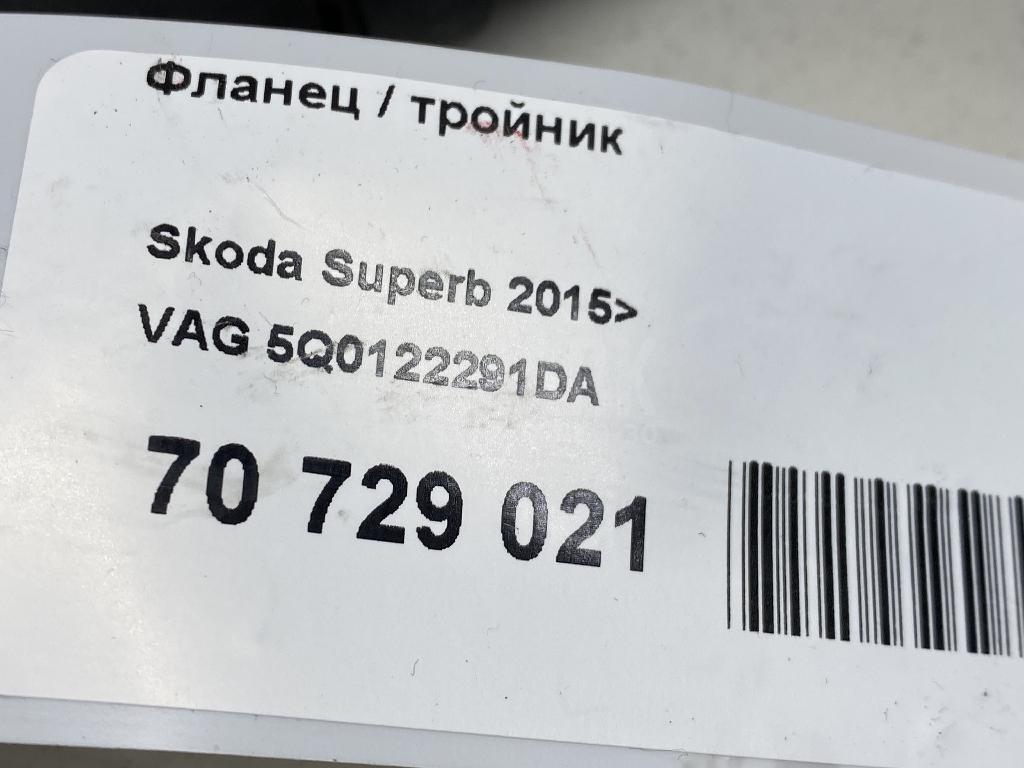 Фланец / тройник
Skoda Superb 2015>
VAG 5Q0122291DA
70 729 021